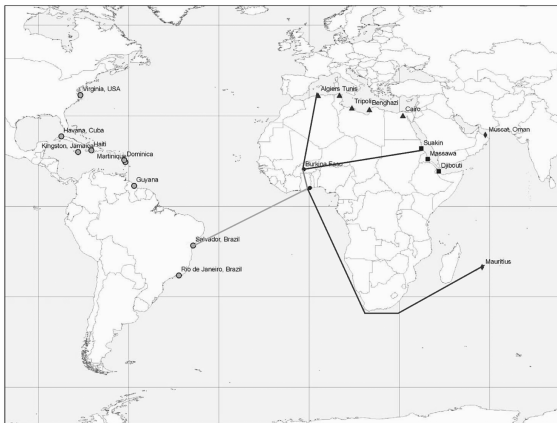 Virginia, USA
Algiers Tunis
Tripoli
Benghazi
Cairo
Havana, Cuba
Muscat, Oman
Haiti
Kingston, Jamaica
Suakin
Martinique
Dominica
Massawa
Burkina Faso
Djibouti
Guyana
Salvador, Brazil
Mauritius
Rio de Janeiro, Brazil